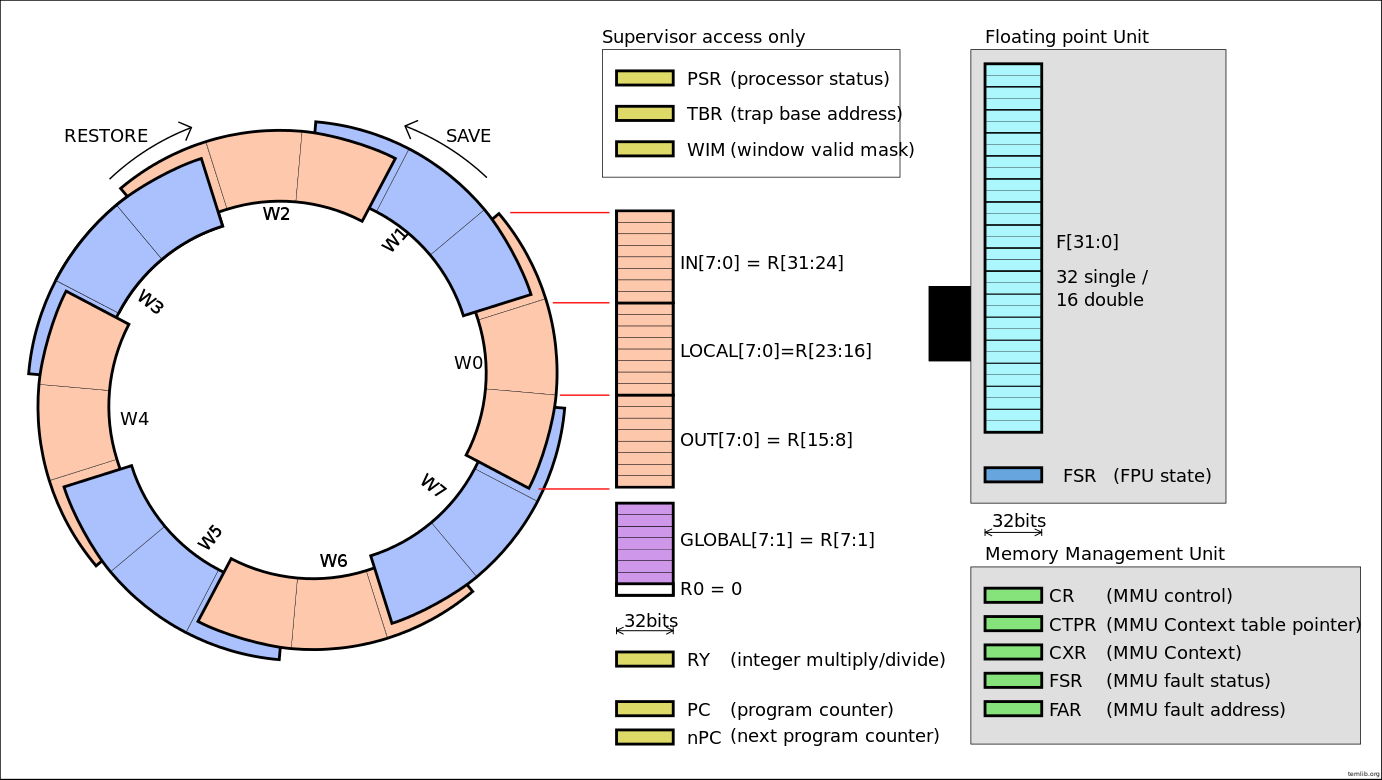 RESTORE
SAVE
W2
W1
W3
W0
W4
W7
W5
W6
Supervisor access only
PSR (processor status)
TBR (trap base address)
WIM (window valid mask)
IN[7:0] = R[31:24]
LOCAL[7:0]=R[23:16]
OUT[7:0] = R[15:8]
GLOBAL[7:1] = R[7:1]
R0 = 0
32bits
RY (integer multiply/divide)
PC (program counter)
nPC (next program counter)
Floating point Unit
F[31:0]
32 single /
16 double
FSR (FPU state)
32bits
Memory Management Unit
CR (MMU control)
CTPR (MMU Context table pointer)
CXR (MMU Context)
FSR (MMU fault status)
FAR (MMU fault address)
temlib.org